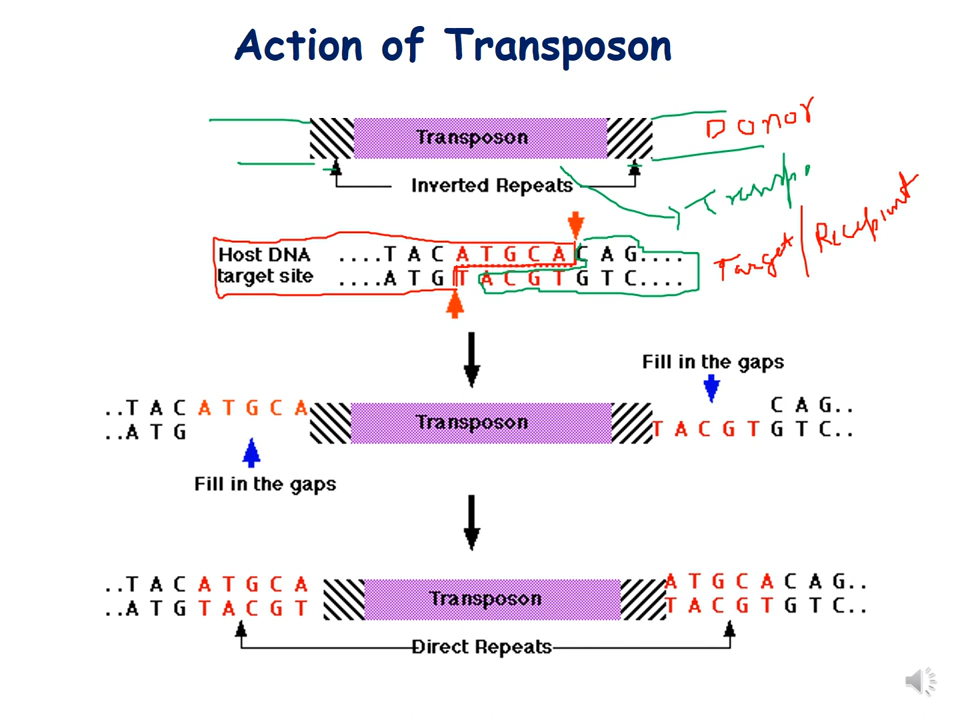 Action of Transposon
Transposon
Donor
Inverted Repeats
Transp.
Host DNA
target site
....T A C A T G C A C A G....
....A T G T A C G T G T C....
Target/Recipient
Fill in the gaps
..T A C A T G C A
C A G..
..A T G
Transposon
T A C G T G T C..
Fill in the gaps
..T A C A T G C A
A T G C A C A G..
..A T G T A C G T
Transposon
T A C G T G T C..
Direct Repeats